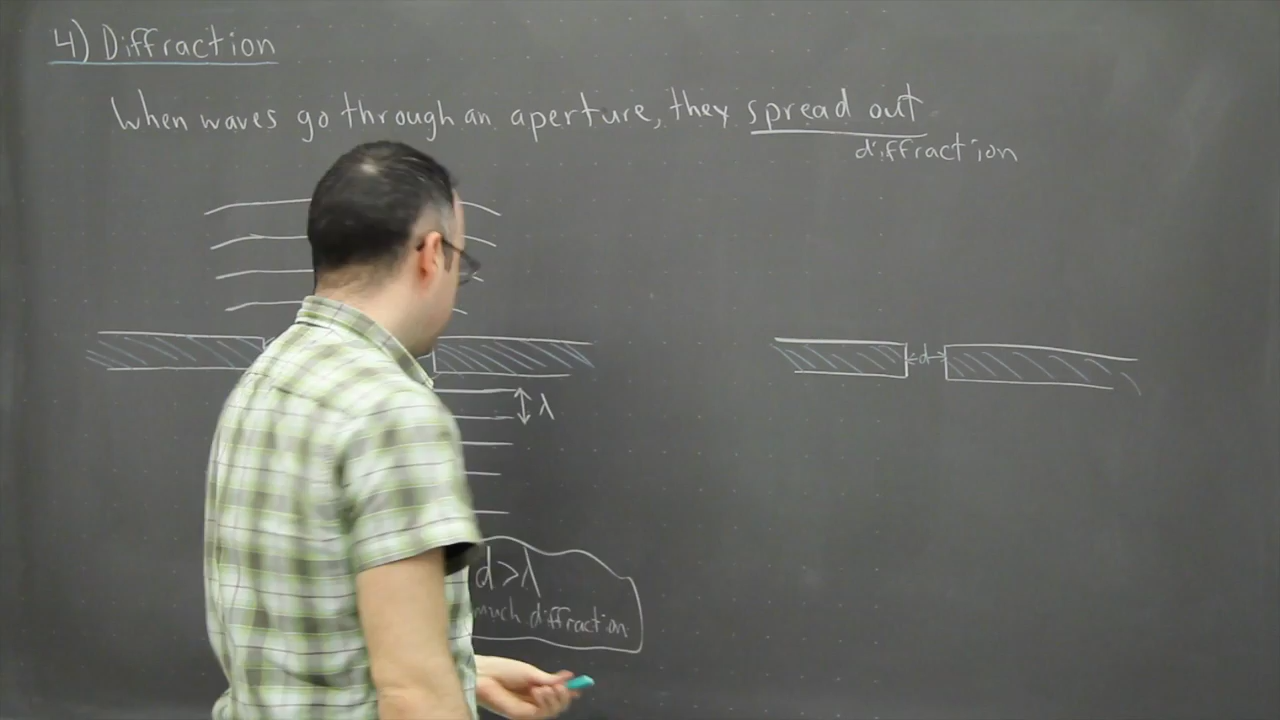 4) Diffraction
When waves go through an aperture, they spread out
diffraction
d
λ
d > λ
much diffraction